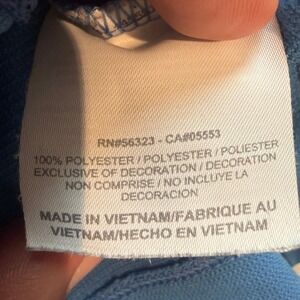 RN#56323 - CA#05553
100% POLYESTER / POLYESTER / POLIESTER
EXCLUSIVE OF DECORATION / DECORATION
NON COMPRISE / NO INCLUYE LA
DECORACION
MADE IN VIETNAM/FABRIQUE AU
VIETNAM/HECHO EN VIETNAM